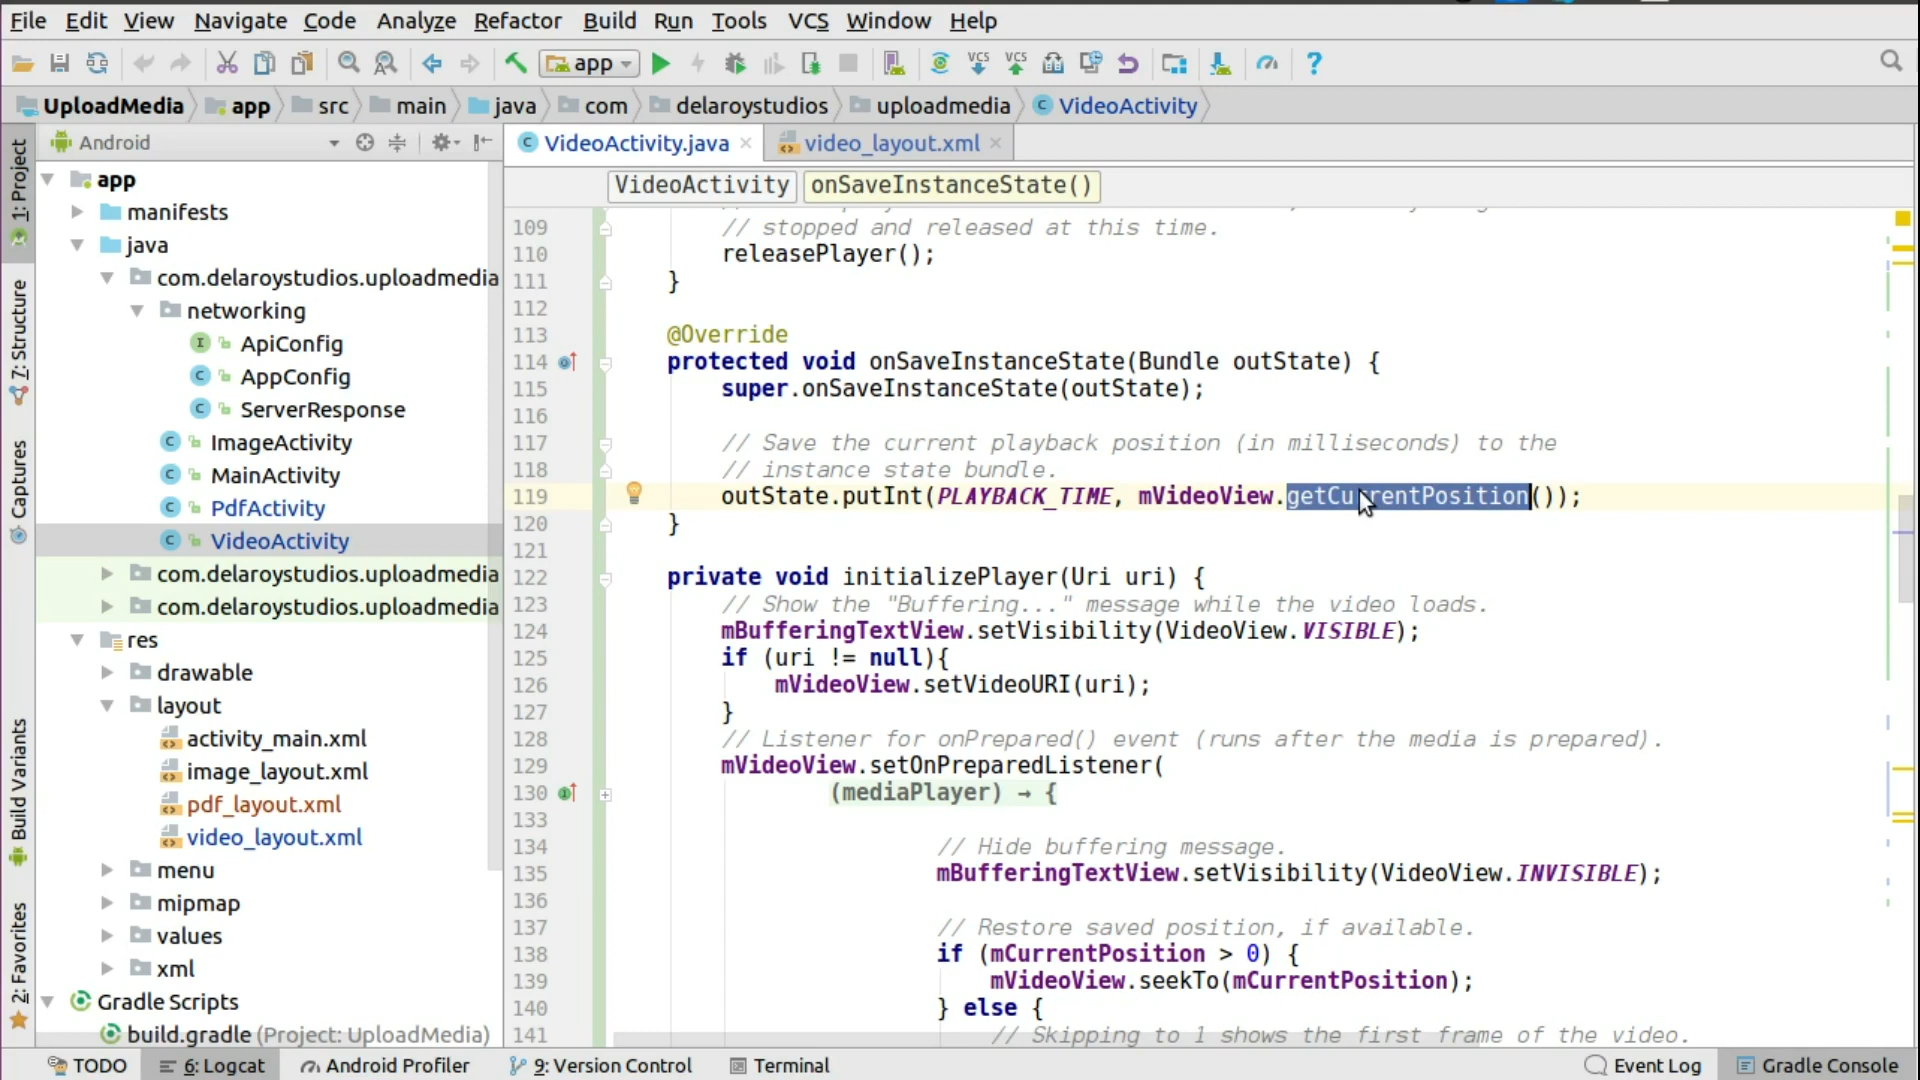 File Edit View Navigate Code Analyze Refactor Build Run Tools VCS Window Help
app VCS VCS ?
UploadMedia app src main java com delaroystudios uploadmedia VideoActivity
Android
VideoActivity.java
video_layout.xml
VideoActivity onSaveInstanceState()
1: Project
7: Structure
Captures
Build Variants
2: Favorites
app
manifests
java
com.delaroystudios.uploadmedia
networking
ApiConfig
AppConfig
ServerResponse
ImageActivity
MainActivity
PdfActivity
VideoActivity
com.delaroystudios.uploadmedia
com.delaroystudios.uploadmedia
res
drawable
layout
activity_main.xml
image_layout.xml
pdf_layout.xml
video_layout.xml
menu
mipmap
values
xml
Gradle Scripts
build.gradle (Project: UploadMedia)
109 // stopped and released at this time.
110 releasePlayer();
111 }
112
113 @Override
114 protected void onSaveInstanceState(Bundle outState) {
115 super.onSaveInstanceState(outState);
116
117 // Save the current playback position (in milliseconds) to the
118 // instance state bundle.
119 outState.putInt(PLAYBACK_TIME, mVideoView.getCurrentPosition());
120 }
121
122 private void initializePlayer(Uri uri) {
123 // Show the "Buffering..." message while the video loads.
124 mBufferingTextView.setVisibility(VideoView.VISIBLE);
125 if (uri != null){
126 mVideoView.setVideoURI(uri);
127 }
128 // Listener for onPrepared() event (runs after the media is prepared).
129 mVideoView.setOnPreparedListener(
130 (mediaPlayer) → {
133
134 // Hide buffering message.
135 mBufferingTextView.setVisibility(VideoView.INVISIBLE);
136
137 // Restore saved position, if available.
138 if (mCurrentPosition > 0) {
139 mVideoView.seekTo(mCurrentPosition);
140 } else {
141 // Skipping to 1 shows the first frame of the video.
TODO 6: Logcat Android Profiler 9: Version Control Terminal Event Log Gradle Console